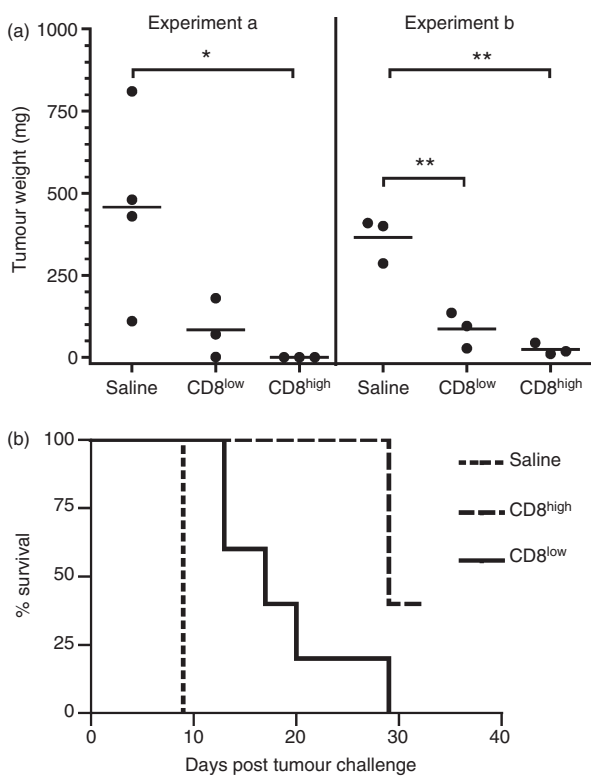 (a)
Experiment a Experiment b
* **
**
Tumour weight (mg)
1000
750
500
250
0
Saline CD8low CD8high Saline CD8low CD8high
(b)
% survival
100
75
50
25
0
Saline
CD8high
CD8low
0 10 20 30 40
Days post tumour challenge